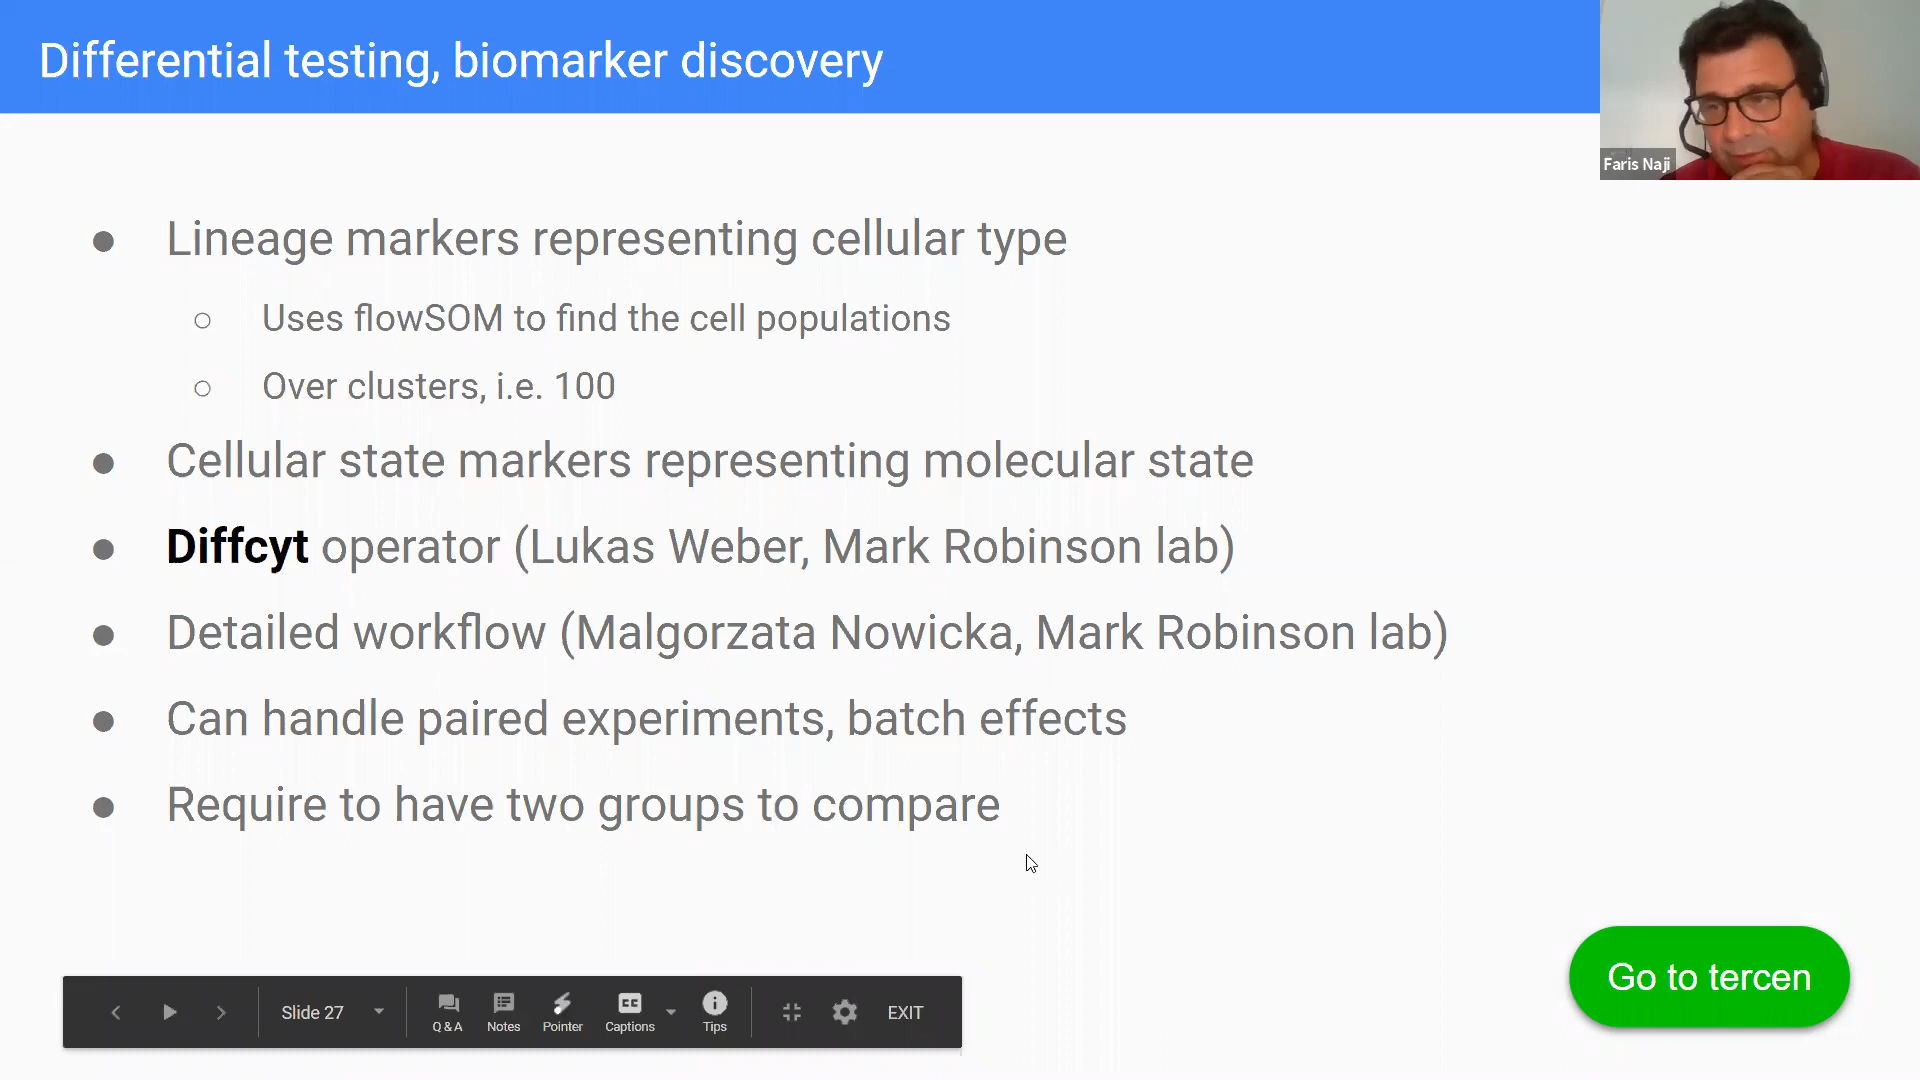 Differential testing, biomarker discovery
Faris Naji
● Lineage markers representing cellular type
○ Uses flowSOM to find the cell populations
○ Over clusters, i.e. 100
● Cellular state markers representing molecular state
● Diffcyt operator (Lukas Weber, Mark Robinson lab)
● Detailed workflow (Malgorzata Nowicka, Mark Robinson lab)
● Can handle paired experiments, batch effects
● Require to have two groups to compare
Go to tercen
Slide 27
Q & A
Notes
Pointer
CC
Captions
Tips
EXIT